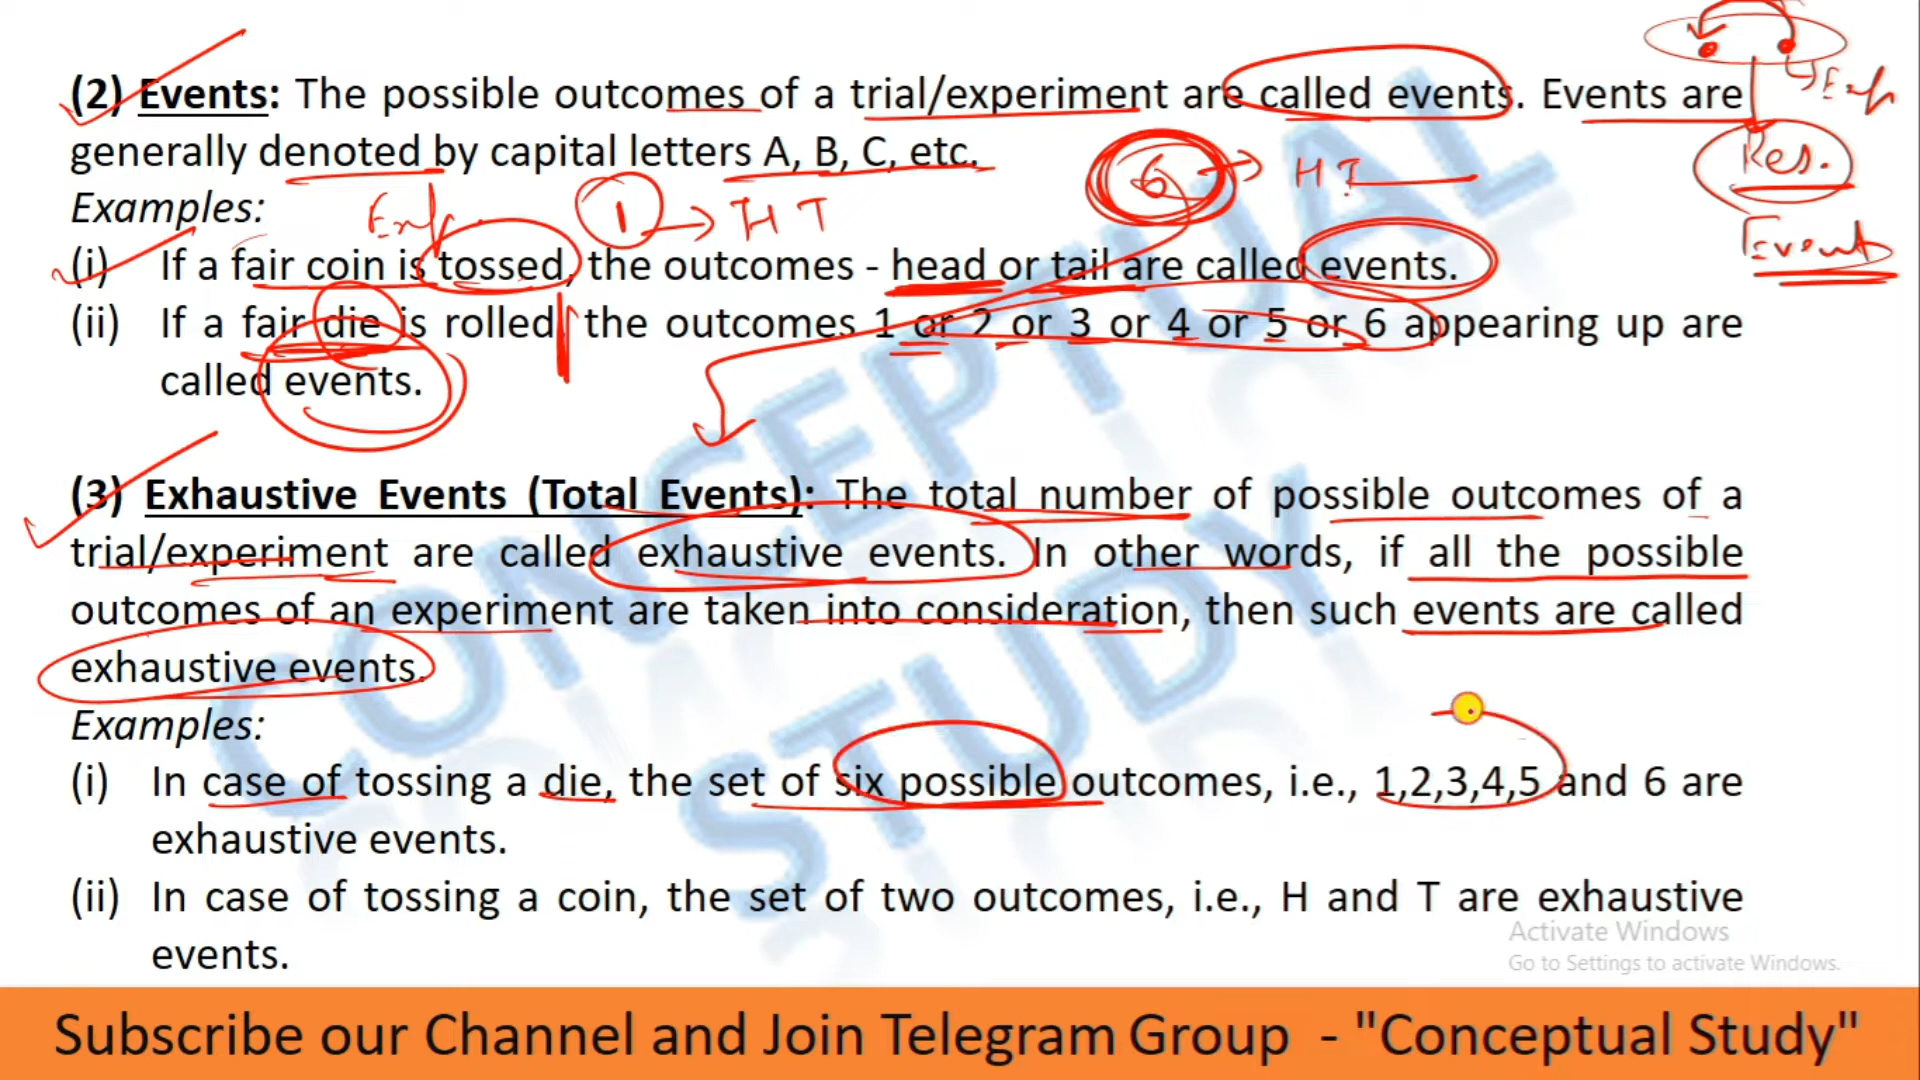 (2) Events: The possible outcomes of a trial/experiment are called events. Events are
generally denoted by capital letters A, B, C, etc.
Examples:
(i) If a fair coin is tossed, the outcomes - head or tail are called events.
(ii) If a fair die is rolled, the outcomes 1 or 2 or 3 or 4 or 5 or 6 appearing up are
called events.
(3) Exhaustive Events (Total Events): The total number of possible outcomes of a
trial/experiment are called exhaustive events. In other words, if all the possible
outcomes of an experiment are taken into consideration, then such events are called
exhaustive events.
Examples:
(i) In case of tossing a die, the set of six possible outcomes, i.e., 1,2,3,4,5 and 6 are
exhaustive events.
(ii) In case of tossing a coin, the set of two outcomes, i.e., H and T are exhaustive
events.
1 → H T
6 → H T
Res.
Event
CONCEPTUAL
STUDY
Activate Windows
Go to Settings to activate Windows.
Subscribe our Channel and Join Telegram Group - "Conceptual Study"